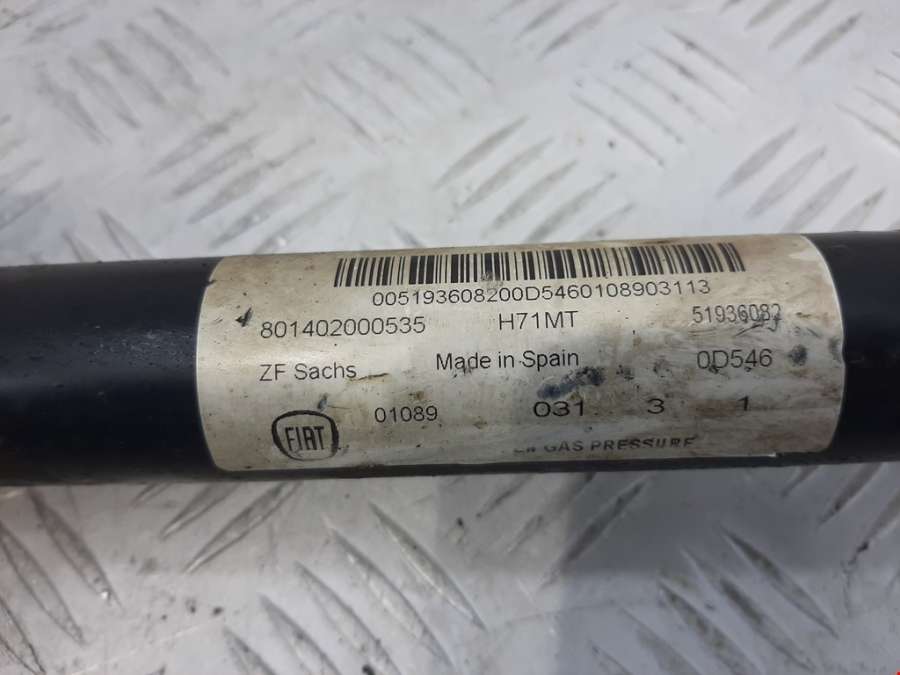 005193608200D5460108903113
801402000535 H71MT 51936082
ZF Sachs Made in Spain 0D546
FIAT 01089 031 3 1
GAS PRESSURE